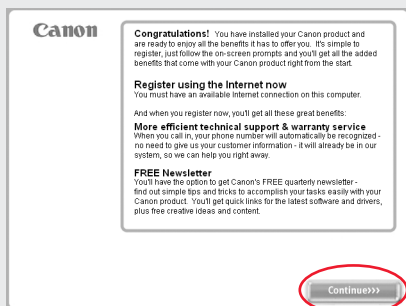 Canon
Congratulations! You have installed your Canon product and
are ready to enjoy all the benefits it has to offer you. It's simple to
register, just follow the on-screen prompts and you'll get all the added
benefits that come with your Canon product right from the start.
Register using the Internet now
You must have an available Internet connection on this computer.
And when you register now, you'll get all these great benefits:
More efficient technical support & warranty service
When you call in, your phone number will automatically be recognized -
no need to give us your customer information - it will already be in our
system, so we can help you right away.
FREE Newsletter
You'll have the option to get Canon's FREE quarterly newsletter -
find out simple tips and tricks to accomplish your tasks easily with your
Canon product. You'll get quick links for the latest software and drivers,
plus free creative ideas and content.
Continue>>>